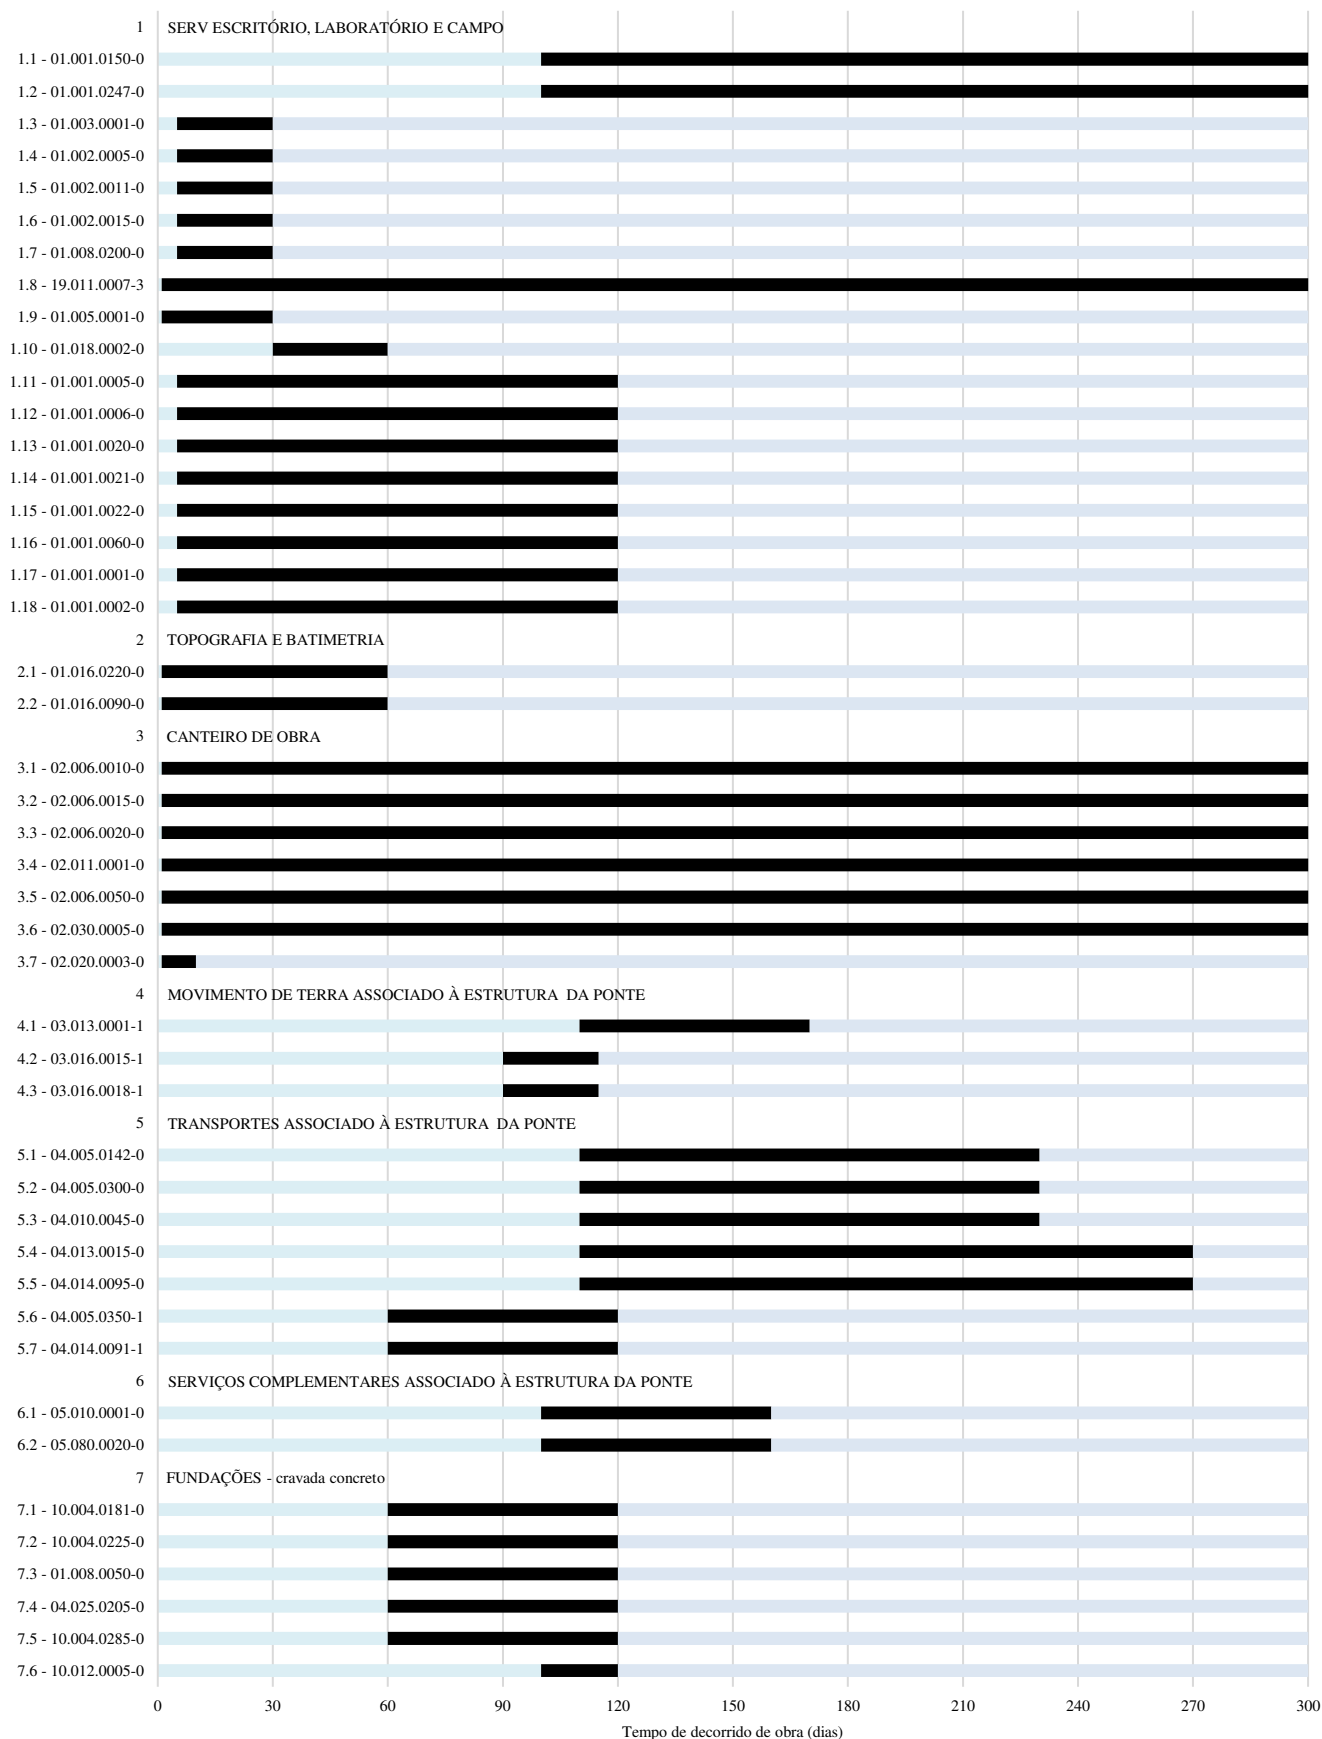 1 SERV ESCRITÓRIO, LABORATÓRIO E CAMPO
1.1 - 01.001.0150-0
1.2 - 01.001.0247-0
1.3 - 01.003.0001-0
1.4 - 01.002.0005-0
1.5 - 01.002.0011-0
1.6 - 01.002.0015-0
1.7 - 01.008.0200-0
1.8 - 19.011.0007-3
1.9 - 01.005.0001-0
1.10 - 01.018.0002-0
1.11 - 01.001.0005-0
1.12 - 01.001.0006-0
1.13 - 01.001.0020-0
1.14 - 01.001.0021-0
1.15 - 01.001.0022-0
1.16 - 01.001.0060-0
1.17 - 01.001.0001-0
1.18 - 01.001.0002-0
2 TOPOGRAFIA E BATIMETRIA
2.1 - 01.016.0220-0
2.2 - 01.016.0090-0
3 CANTEIRO DE OBRA
3.1 - 02.006.0010-0
3.2 - 02.006.0015-0
3.3 - 02.006.0020-0
3.4 - 02.011.0001-0
3.5 - 02.006.0050-0
3.6 - 02.030.0005-0
3.7 - 02.020.0003-0
4 MOVIMENTO DE TERRA ASSOCIADO À ESTRUTURA DA PONTE
4.1 - 03.013.0001-1
4.2 - 03.016.0015-1
4.3 - 03.016.0018-1
5 TRANSPORTES ASSOCIADO À ESTRUTURA DA PONTE
5.1 - 04.005.0142-0
5.2 - 04.005.0300-0
5.3 - 04.010.0045-0
5.4 - 04.013.0015-0
5.5 - 04.014.0095-0
5.6 - 04.005.0350-1
5.7 - 04.014.0091-1
6 SERVIÇOS COMPLEMENTARES ASSOCIADO À ESTRUTURA DA PONTE
6.1 - 05.010.0001-0
6.2 - 05.080.0020-0
7 FUNDAÇÕES - cravada concreto
7.1 - 10.004.0181-0
7.2 - 10.004.0225-0
7.3 - 01.008.0050-0
7.4 - 04.025.0205-0
7.5 - 10.004.0285-0
7.6 - 10.012.0005-0
0 30 60 90 120 150 180 210 240 270 300
Tempo de decorrido de obra (dias)